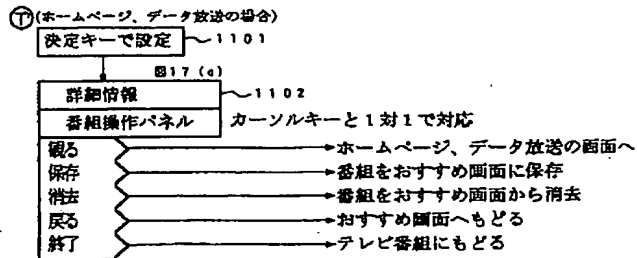 Ⓣ(ホームページ、データ放送の場合)
決定キーで設定 1101
図17 (a)
詳細情報 1102
番組操作パネル カーソルキーと1対1で対応
観る ホームページ、データ放送の画面へ
保存 番組をおすすめ画面に保存
消去 番組をおすすめ画面から消去
戻る おすすめ画面へもどる
終了 テレビ番組にもどる